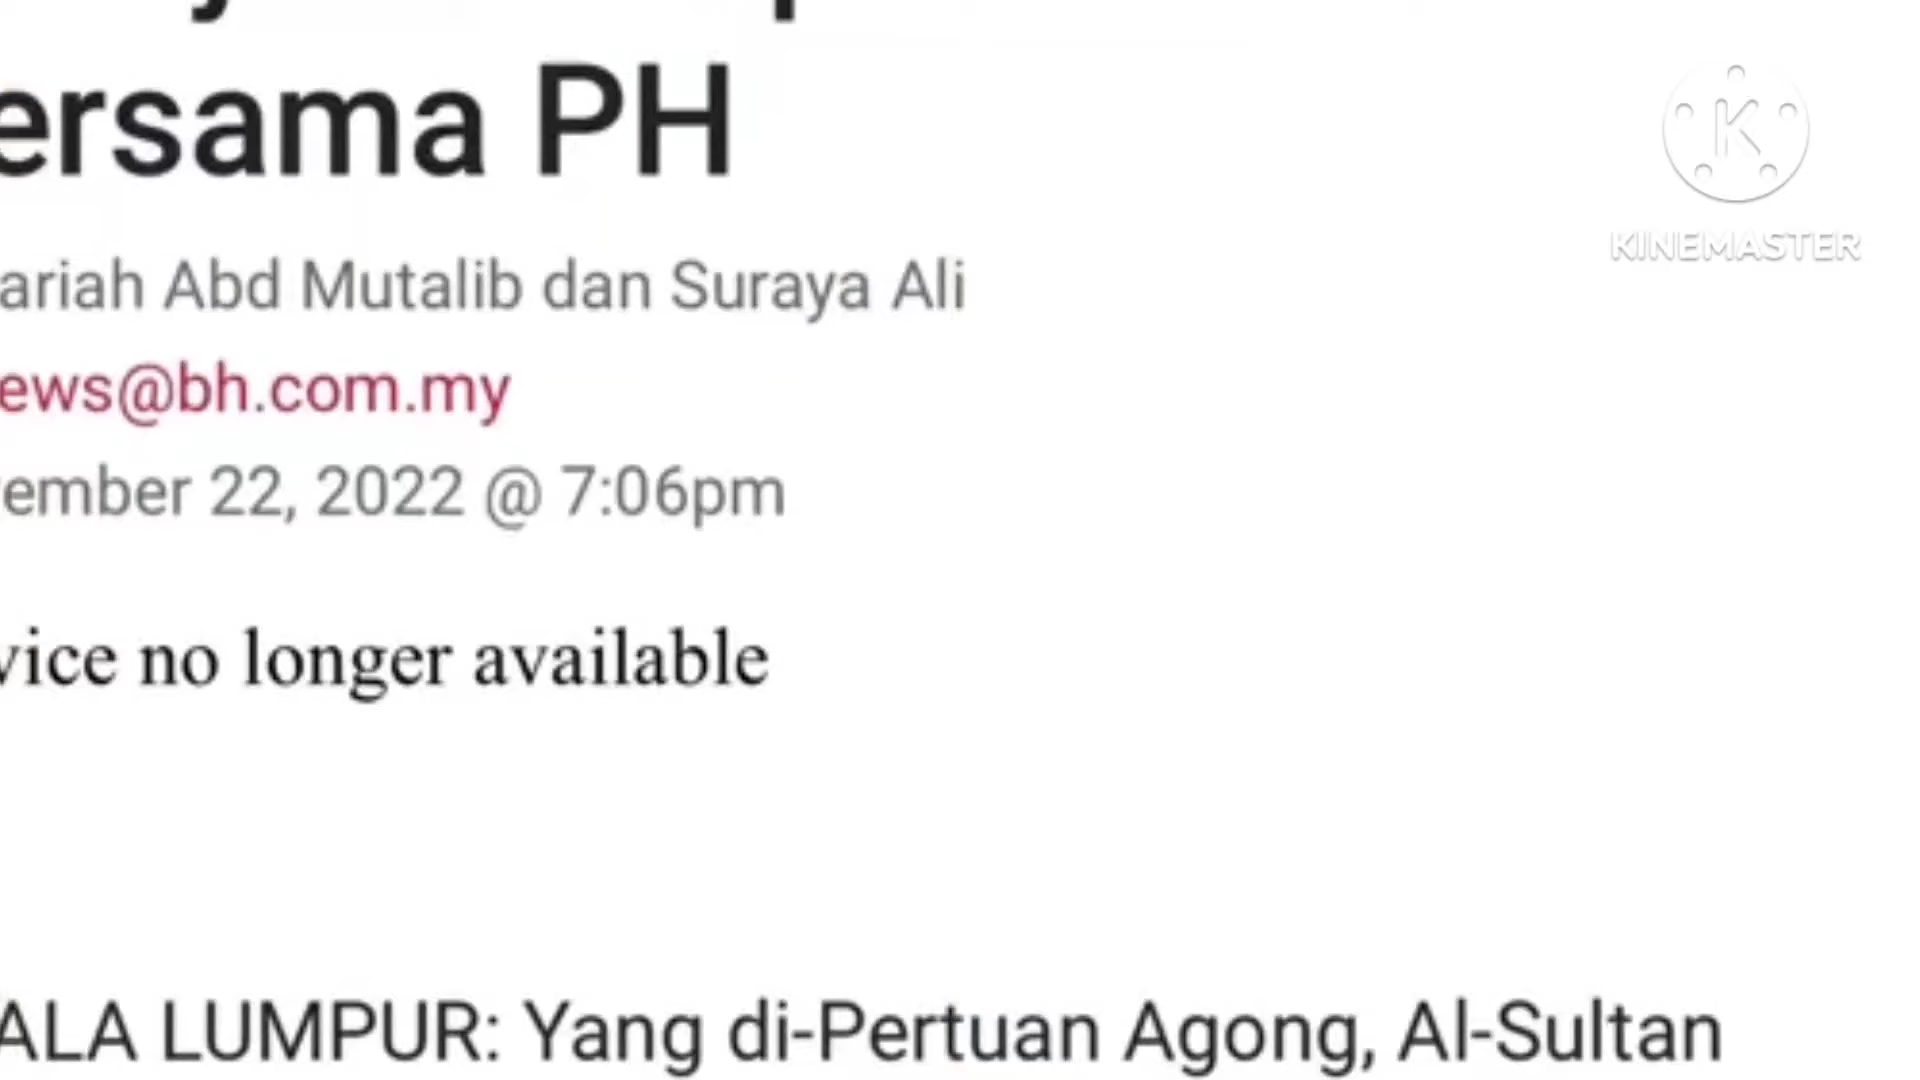 ersama PH
ariah Abd Mutalib dan Suraya Ali
ews@bh.com.my
ember 22, 2022 @ 7:06pm
vice no longer available
ALA LUMPUR: Yang di-Pertuan Agong, Al-Sultan
K
KINEMASTER